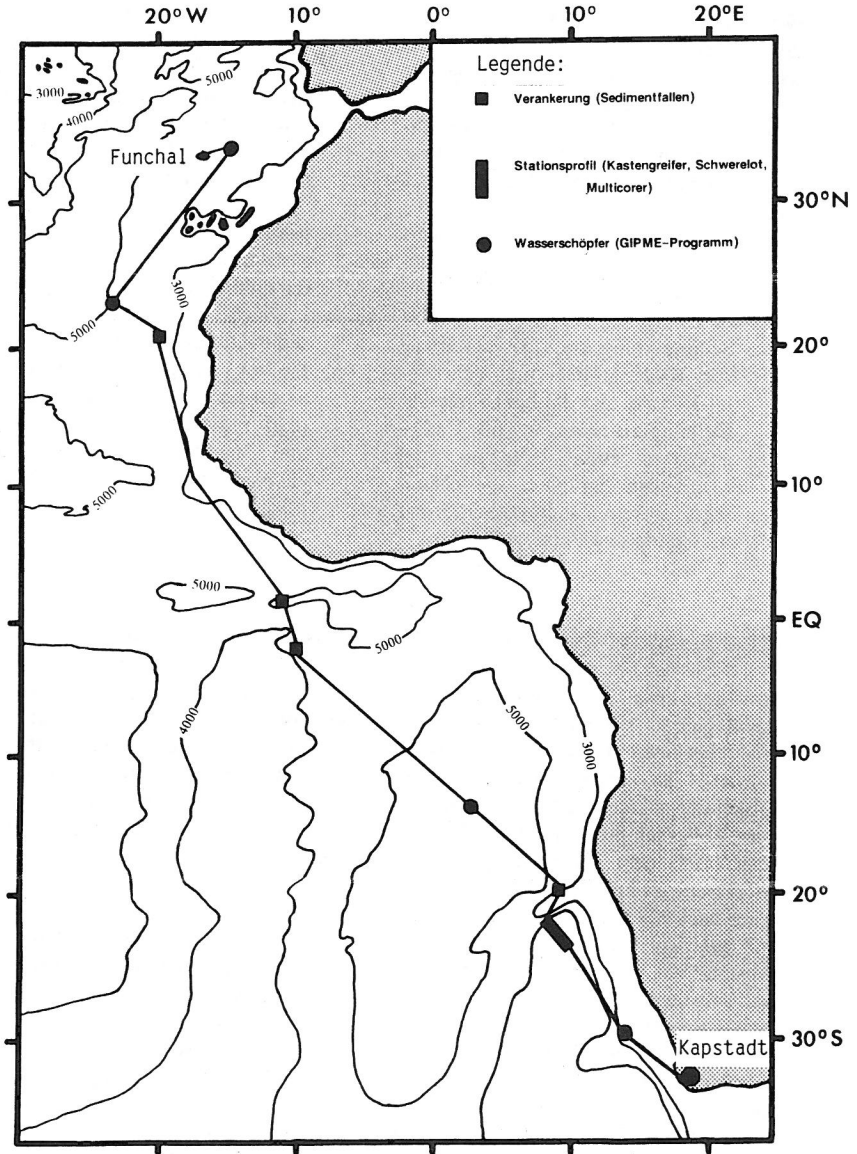 20°W
10°
0°
10°
20°E
Legende:
Verankerung (Sedimentfallen)
Stationsprofil (Kastengreifer, Schwerelot,
Multicorer)
Wasserschöpfer (GIPME-Programm)
5000
3000
4000
Funchal
30°N
3000
5000
20°
10°
5000
5000
EQ
5000
4000
5000
3000
10°
20°
30°S
Kapstadt